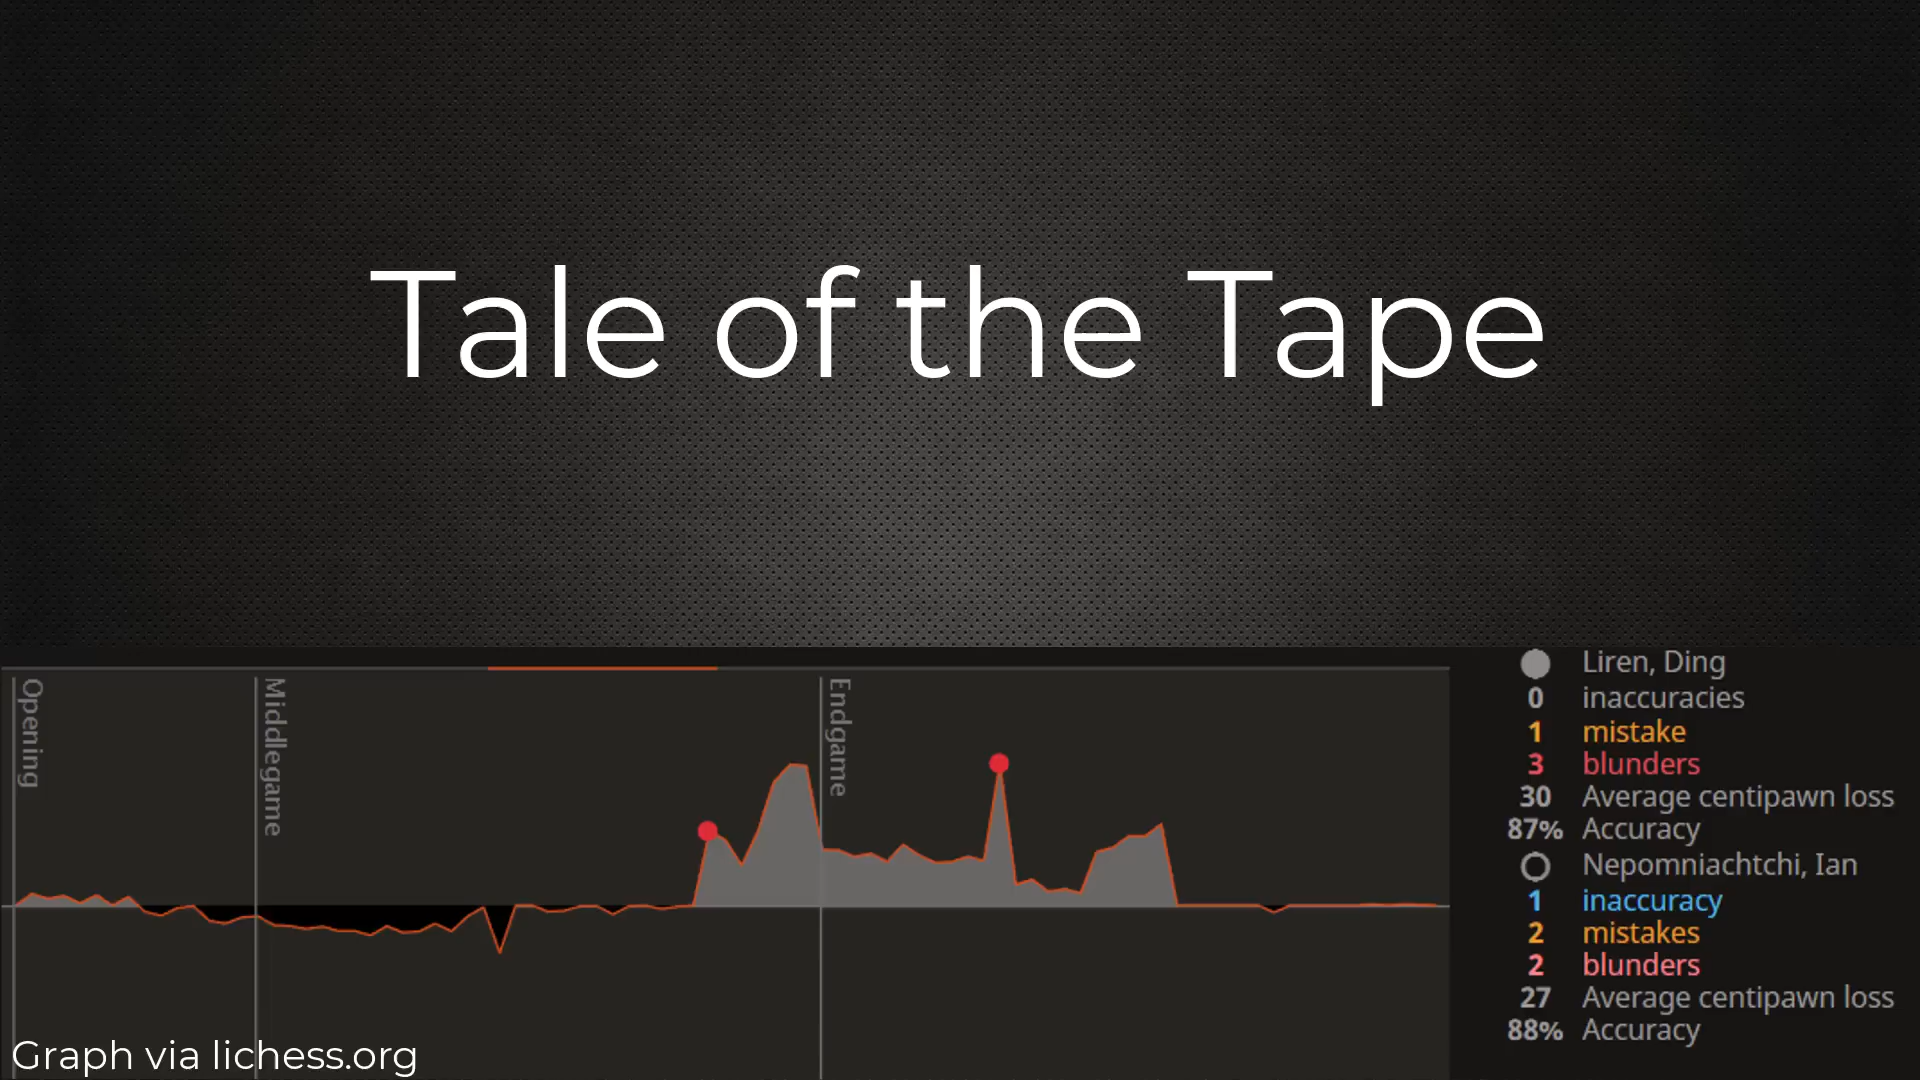 Tale of the Tape
Opening
Middlegame
Endgame
Liren, Ding
0 inaccuracies
1 mistake
3 blunders
30 Average centipawn loss
87% Accuracy
Nepomniachtchi, Ian
1 inaccuracy
2 mistakes
2 blunders
27 Average centipawn loss
88% Accuracy
Graph via lichess.org